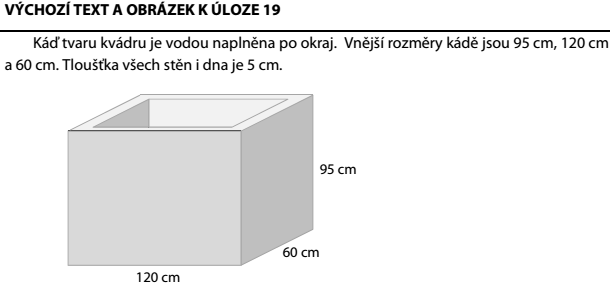 VÝCHOZÍ TEXT A OBRÁZEK K ÚLOZE 19
Káď tvaru kvádru je vodou naplněna po okraj. Vnější rozměry kádě jsou 95 cm, 120 cm
a 60 cm. Tloušťka všech stěn i dna je 5 cm.
95 cm
60 cm
120 cm